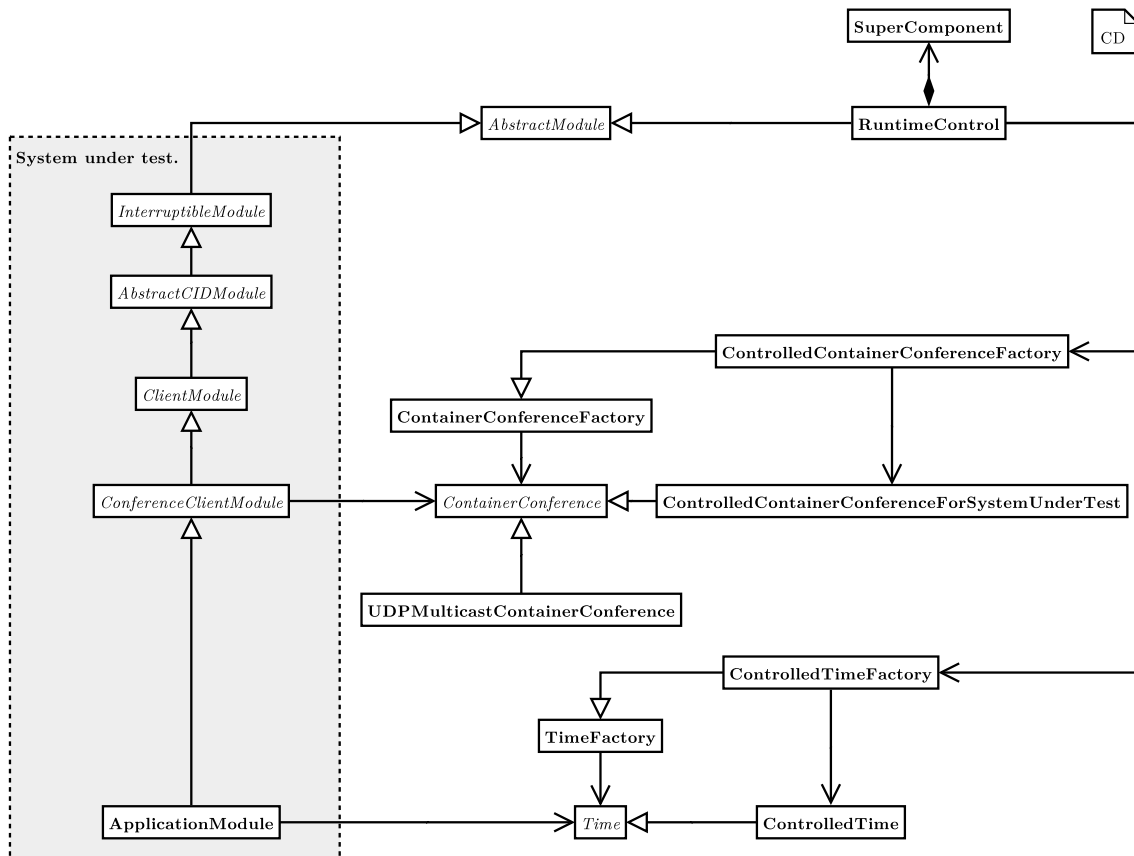 SuperComponent
CD
AbstractModule
RuntimeControl
System under test.
InterruptibleModule
AbstractCIDModule
ControlledContainerConferenceFactory
ClientModule
ContainerConferenceFactory
ConferenceClientModule
ContainerConference
ControlledContainerConferenceForSystemUnderTest
UDPMulticastContainerConference
ControlledTimeFactory
TimeFactory
ApplicationModule
Time
ControlledTime